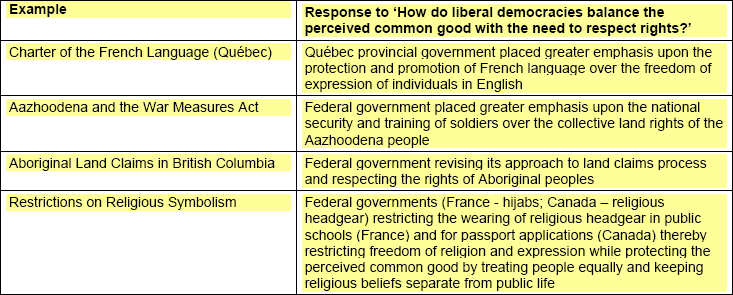 Example
Response to ‘How do liberal democracies balance the
perceived common good with the need to respect rights?’
Charter of the French Language (Québec)
Québec provincial government placed greater emphasis upon the
protection and promotion of French language over the freedom of
expression of individuals in English
Aazhoodena and the War Measures Act
Federal government placed greater emphasis upon the national
security and training of soldiers over the collective land rights of the
Aazhoodena people
Aboriginal Land Claims in British Columbia
Federal government revising its approach to land claims process
and respecting the rights of Aboriginal peoples
Restrictions on Religious Symbolism
Federal governments (France - hijabs; Canada – religious
headgear) restricting the wearing of religious headgear in public
schools (France) and for passport applications (Canada) thereby
restricting freedom of religion and expression while protecting the
perceived common good by treating people equally and keeping
religious beliefs separate from public life